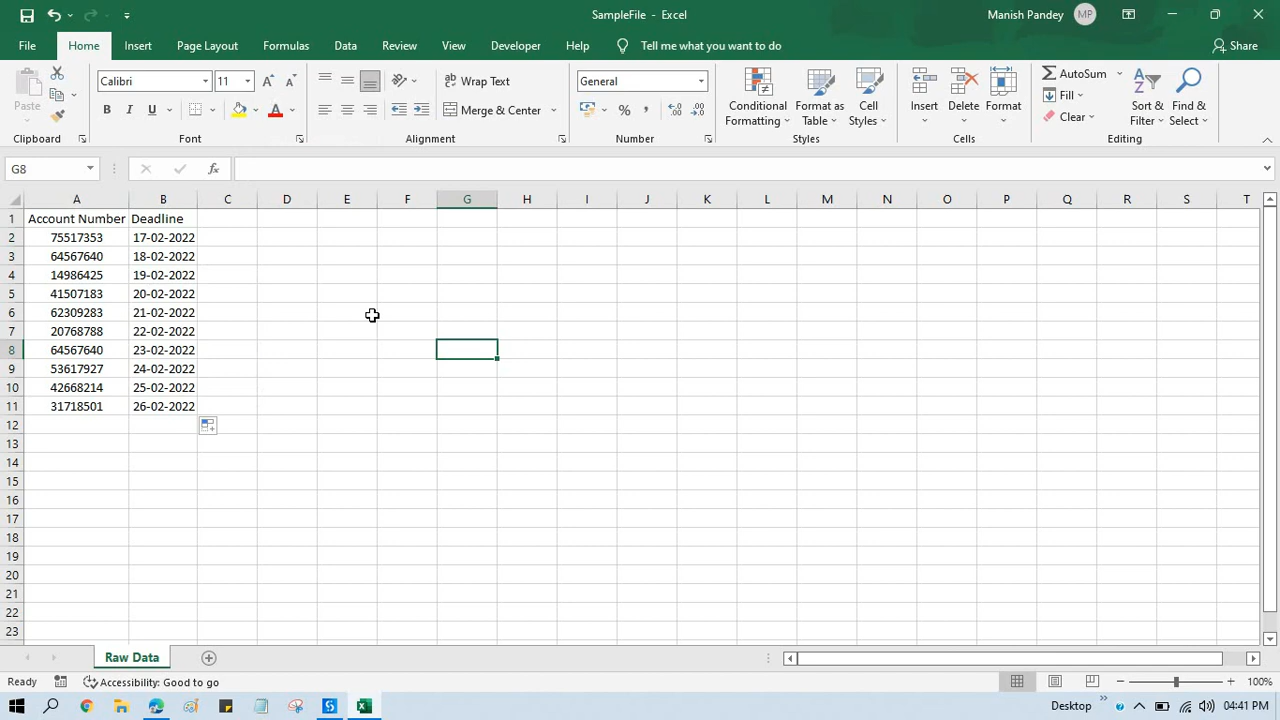 SampleFile - Excel
Manish Pandey MP
File Home Insert Page Layout Formulas Data Review View Developer Help Tell me what you want to do Share
Calibri 11 Wrap Text General AutoSum
Paste Fill
B I U Merge & Center % Clear
Conditional Formatting Format as Table Cell Styles Insert Delete Format Sort & Filter Find & Select
Clipboard Font Alignment Number Styles Cells Editing
G8 fx
A B C D E F G H I J K L M N O P Q R S T
1 Account Number Deadline
2 75517353 17-02-2022
3 64567640 18-02-2022
4 14986425 19-02-2022
5 41507183 20-02-2022
6 62309283 21-02-2022
7 20768788 22-02-2022
8 64567640 23-02-2022
9 53617927 24-02-2022
10 42668214 25-02-2022
11 31718501 26-02-2022
12
13
14
15
16
17
18
19
20
21
22
23
Raw Data
Ready Accessibility: Good to go 100%
Desktop 04:41 PM